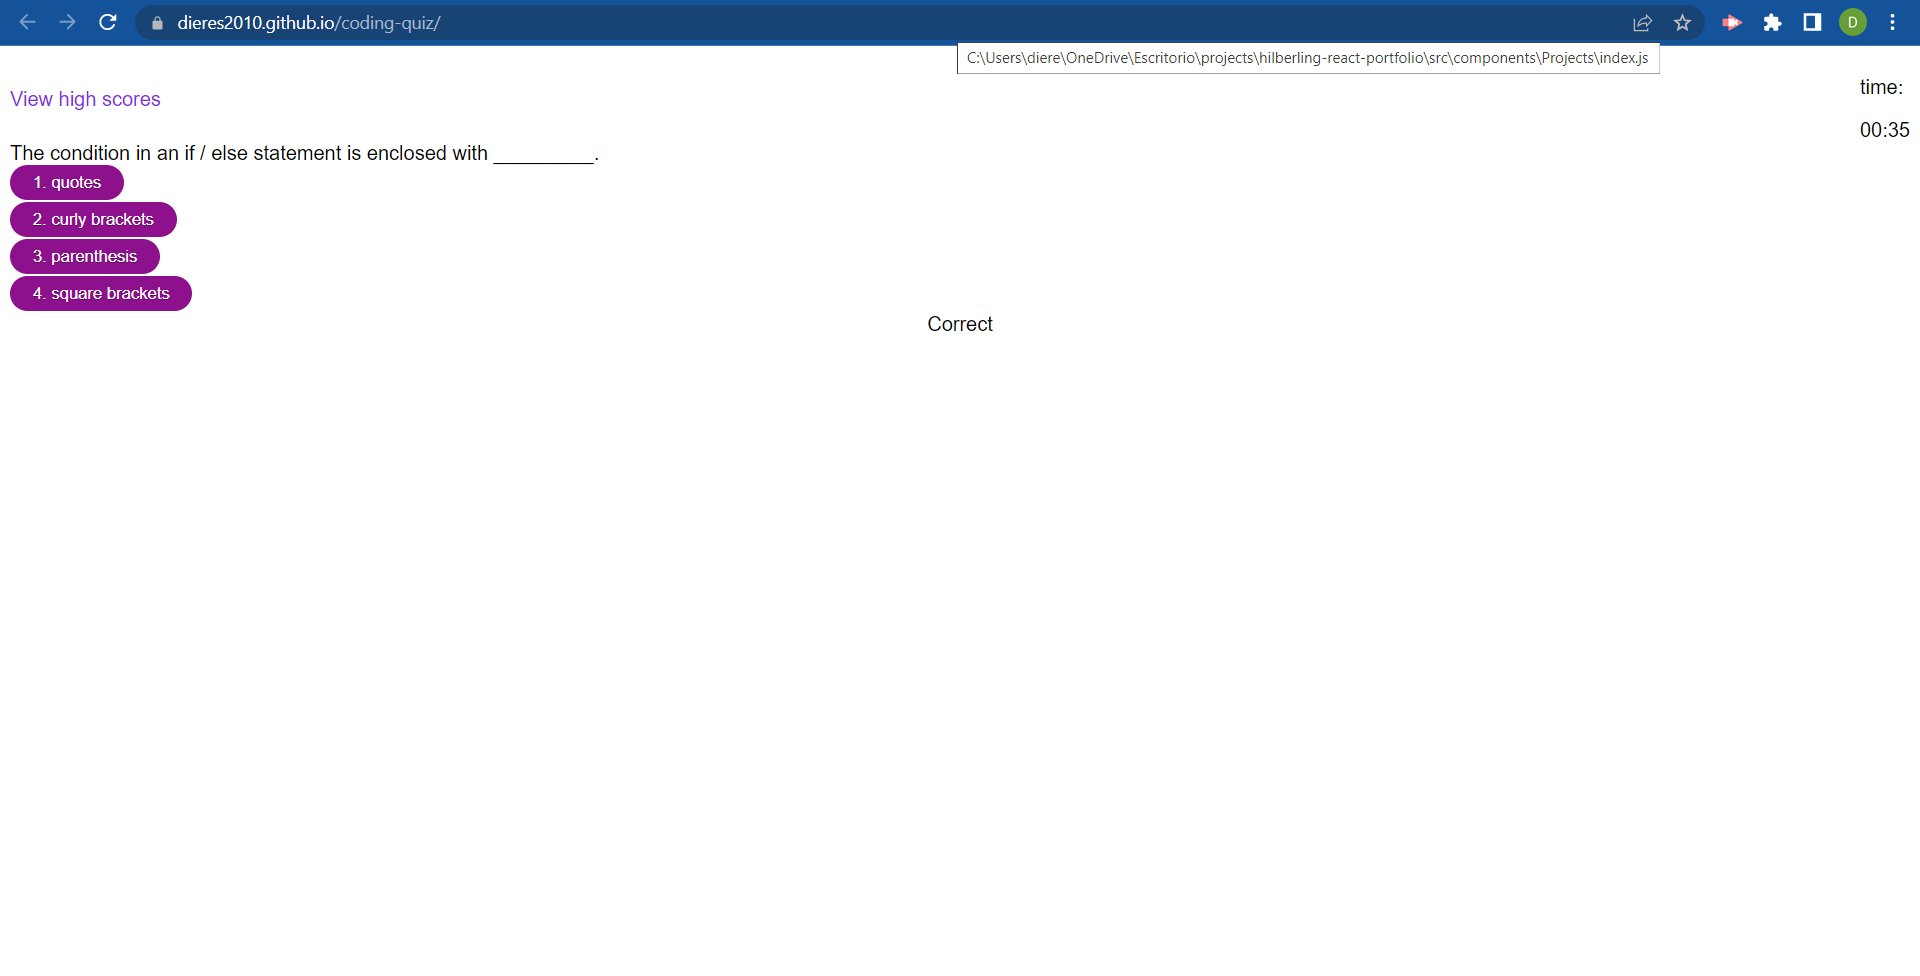 dieres2010.github.io/coding-quiz/
D
C:\Users\diere\OneDrive\Escritorio\projects\hilberling-react-portfolio\src\components\Projects\index.js
View high scores
time:
00:35
The condition in an if / else statement is enclosed with _________.
1. quotes
2. curly brackets
3. parenthesis
4. square brackets
Correct